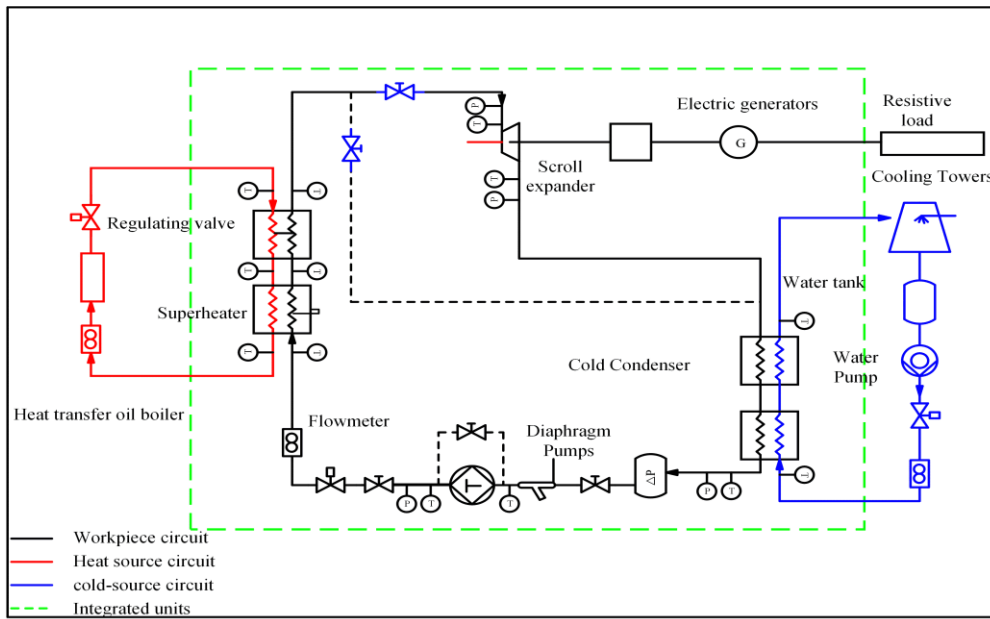 Electric generators
Resistive
load
P
T
G
Scroll
expander
T
P
Cooling Towers
T
T
Regulating valve
T
T
Water tank
Superheater
T
T
T
Cold Condenser
Water
Pump
Heat transfer oil boiler
Flowmeter
Diaphragm
Pumps
T
P
T
T
ΔP
P
T
T
Workpiece circuit
Heat source circuit
cold-source circuit
Integrated units